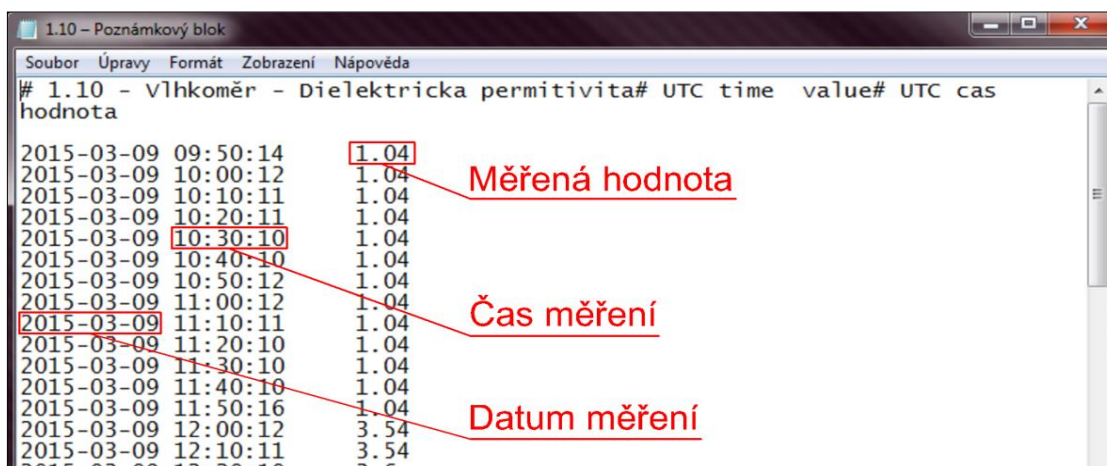 1.10 – Poznámkový blok
Soubor Úpravy Formát Zobrazení Nápověda
# 1.10 - Vlhkoměr - Dielektricka permitivita# UTC time value# UTC cas
hodnota
2015-03-09 09:50:14 1.04
2015-03-09 10:00:12 1.04
Měřená hodnota
2015-03-09 10:10:11 1.04
2015-03-09 10:20:11 1.04
2015-03-09 10:30:10 1.04
2015-03-09 10:40:10 1.04
2015-03-09 10:50:12 1.04
2015-03-09 11:00:12 1.04
Čas měření
2015-03-09 11:10:11 1.04
2015-03-09 11:20:10 1.04
2015-03-09 11:30:10 1.04
2015-03-09 11:40:10 1.04
2015-03-09 11:50:16 1.04
Datum měření
2015-03-09 12:00:12 3.54
2015-03-09 12:10:11 3.54